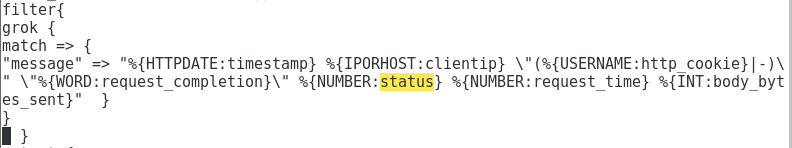 filter{
grok {
match => {
"message" => "%{HTTPDATE:timestamp} %{IPORHOST:clientip} \"(%{USERNAME:http_cookie}|-)\
" \"%{WORD:request_completion}\" %{NUMBER:status} %{NUMBER:request_time} %{INT:body_byt
es_sent}"  }
}
 }